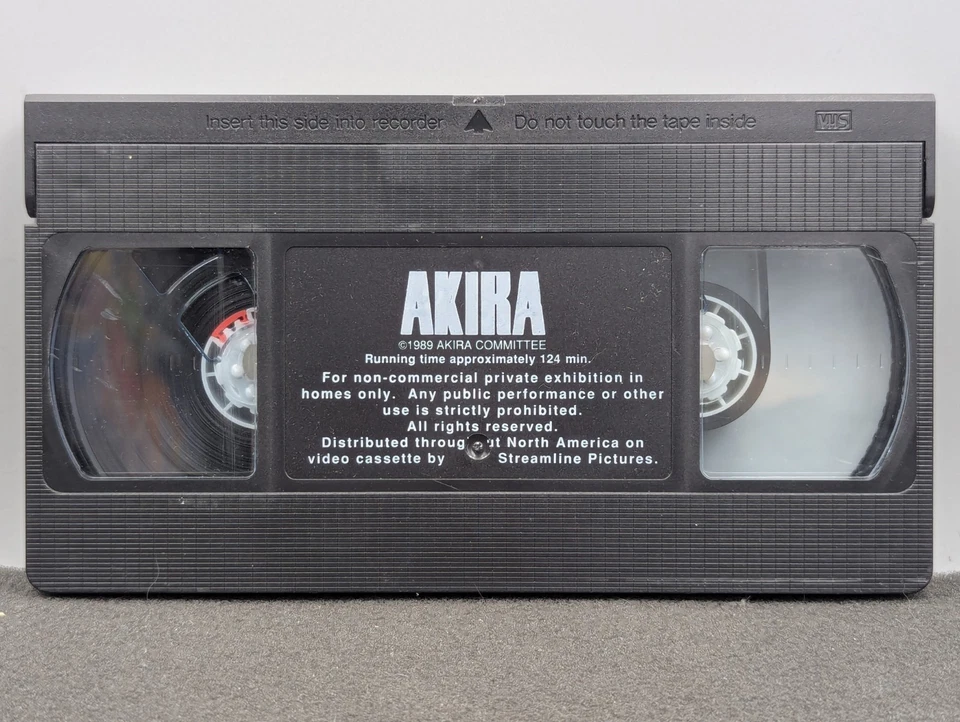 Insert this side into recorder Do not touch the tape inside VHS
AKIRA
©1989 AKIRA COMMITTEE
Running time approximately 124 min.
For non-commercial private exhibition in
homes only. Any public performance or other
use is strictly prohibited.
All rights reserved.
Distributed throug ut North America on
video cassette by Streamline Pictures.